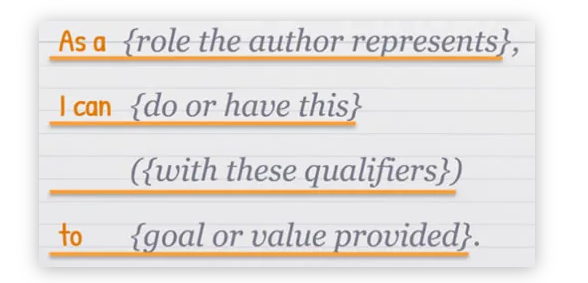 As a {role the author represents},
I can {do or have this}
({with these qualifiers})
to {goal or value provided}.